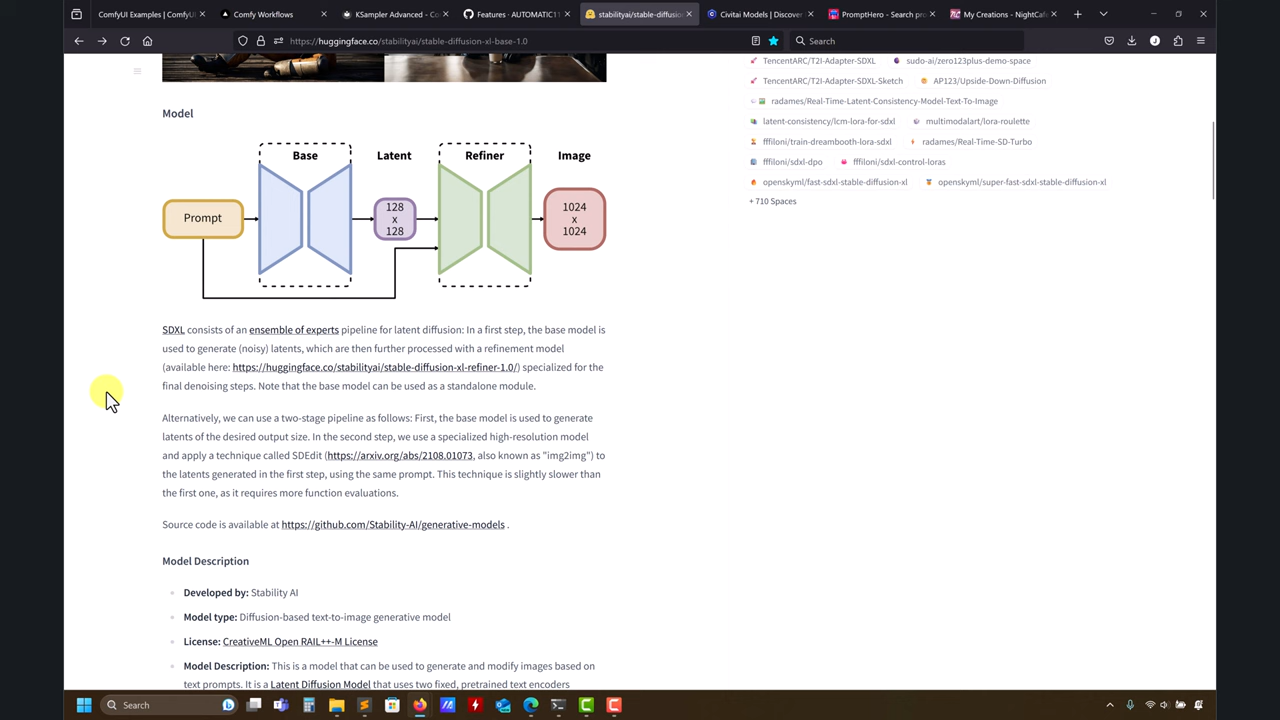 ComfyUI Examples | ComfyUI
Comfy Workflows
KSampler Advanced - Co
Features · AUTOMATIC11
stabilityai/stable-diffusio
Civitai Models | Discover
PromptHero - Search pro
My Creations - NightCafe
https://huggingface.co/stabilityai/stable-diffusion-xl-base-1.0
Search
TencentARC/T2I-Adapter-SDXL
sudo-ai/zero123plus-demo-space
TencentARC/T2I-Adapter-SDXL-Sketch
AP123/Upside-Down-Diffusion
radames/Real-Time-Latent-Consistency-Model-Text-To-Image
latent-consistency/lcm-lora-for-sdxl
multimodalart/lora-roulette
fffiloni/train-dreambooth-lora-sdxl
radames/Real-Time-SD-Turbo
fffiloni/sdxl-dpo
fffiloni/sdxl-control-loras
openskyml/fast-sdxl-stable-diffusion-xl
openskyml/super-fast-sdxl-stable-diffusion-xl
+ 710 Spaces
Model
Base
Latent
Refiner
Image
Prompt
128
x
128
1024
x
1024
SDXL consists of an ensemble of experts pipeline for latent diffusion: In a first step, the base model is
used to generate (noisy) latents, which are then further processed with a refinement model
(available here: https://huggingface.co/stabilityai/stable-diffusion-xl-refiner-1.0/) specialized for the
final denoising steps. Note that the base model can be used as a standalone module.
Alternatively, we can use a two-stage pipeline as follows: First, the base model is used to generate
latents of the desired output size. In the second step, we use a specialized high-resolution model
and apply a technique called SDEdit (https://arxiv.org/abs/2108.01073, also known as "img2img") to
the latents generated in the first step, using the same prompt. This technique is slightly slower than
the first one, as it requires more function evaluations.
Source code is available at https://github.com/Stability-AI/generative-models .
Model Description
Developed by: Stability AI
Model type: Diffusion-based text-to-image generative model
License: CreativeML Open RAIL++-M License
Model Description: This is a model that can be used to generate and modify images based on
text prompts. It is a Latent Diffusion Model that uses two fixed, pretrained text encoders
Search